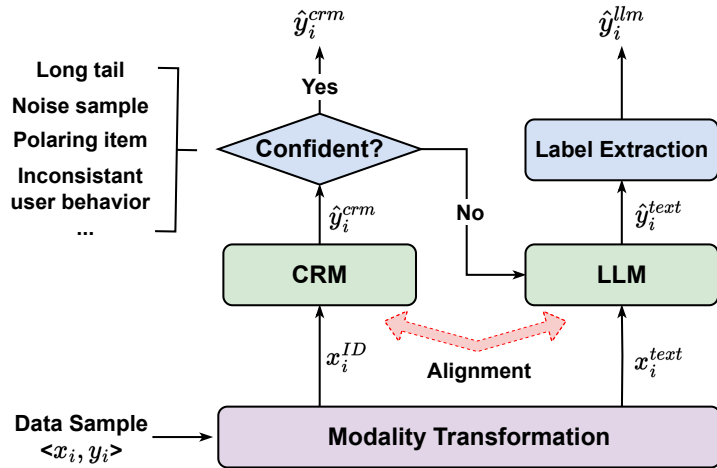 ŷ_i^{crm}
ŷ_i^{llm}
Long tail
Noise sample
Polaring item
Inconsistant
user behavior
...
Yes
Confident?
Label Extraction
No
ŷ_i^{crm}
ŷ_i^{text}
CRM
LLM
x_i^{ID}
Alignment
x_i^{text}
Data Sample
<x_i, y_i>
Modality Transformation